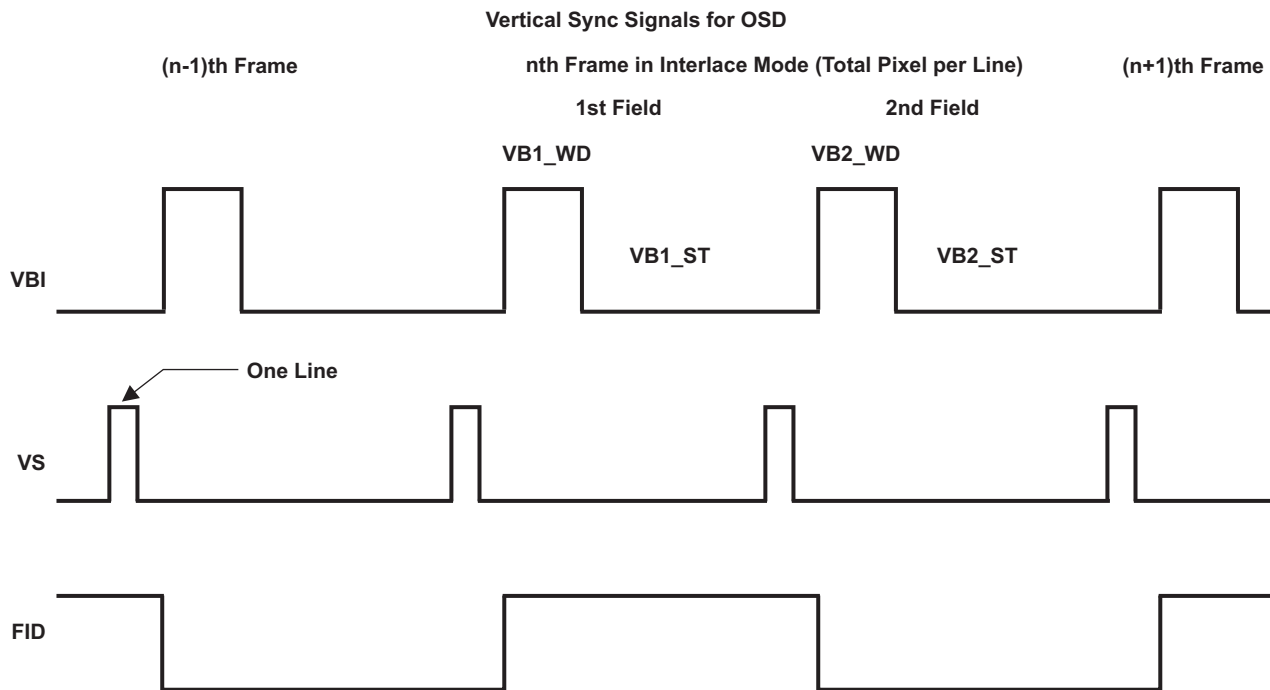 Vertical Sync Signals for OSD
(n-1)th Frame
nth Frame in Interlace Mode (Total Pixel per Line)
(n+1)th Frame
1st Field
2nd Field
VB1_WD
VB2_WD
VB1_ST
VB2_ST
VBI
One Line
VS
FID